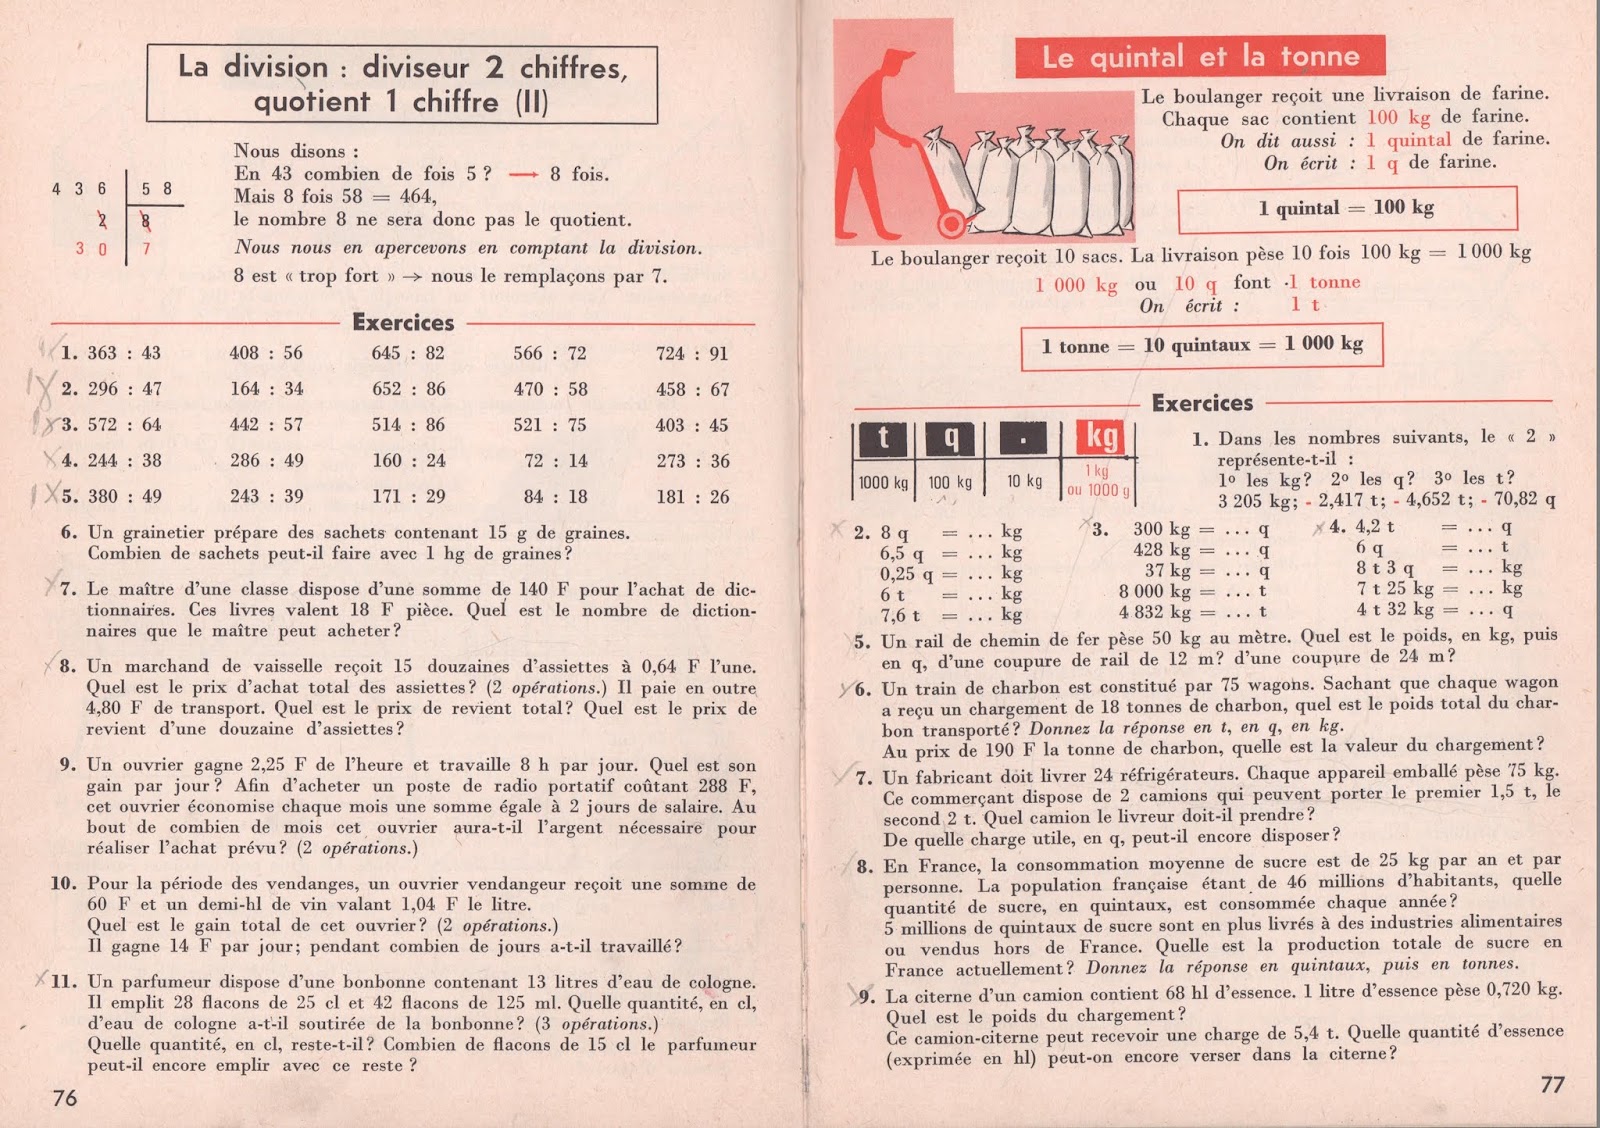 La division : diviseur 2 chiffres,
quotient 1 chiffre (II)
4 3 6 5 8
2 8
3 0 7
Nous disons :
En 43 combien de fois 5 ? → 8 fois.
Mais 8 fois 58 = 464,
le nombre 8 ne sera donc pas le quotient.
Nous nous en apercevons en comptant la division.
8 est « trop fort » → nous le remplaçons par 7.
Exercices
1. 363 : 43 408 : 56 645 : 82 566 : 72 724 : 91
2. 296 : 47 164 : 34 652 : 86 470 : 58 458 : 67
3. 572 : 64 442 : 57 514 : 86 521 : 75 403 : 45
4. 244 : 38 286 : 49 160 : 24 72 : 14 273 : 36
5. 380 : 49 243 : 39 171 : 29 84 : 18 181 : 26
6. Un grainetier prépare des sachets contenant 15 g de graines.
Combien de sachets peut-il faire avec 1 hg de graines ?
7. Le maître d'une classe dispose d'une somme de 140 F pour l'achat de dic-
tionnaires. Ces livres valent 18 F pièce. Quel est le nombre de diction-
naires que le maître peut acheter ?
8. Un marchand de vaisselle reçoit 15 douzaines d'assiettes à 0,64 F l'une.
Quel est le prix d'achat total des assiettes ? (2 opérations.) Il paie en outre
4,80 F de transport. Quel est le prix de revient total ? Quel est le prix de
revient d'une douzaine d'assiettes ?
9. Un ouvrier gagne 2,25 F de l'heure et travaille 8 h par jour. Quel est son
gain par jour ? Afin d'acheter un poste de radio portatif coûtant 288 F,
cet ouvrier économise chaque mois une somme égale à 2 jours de salaire. Au
bout de combien de mois cet ouvrier aura-t-il l'argent nécessaire pour
réaliser l'achat prévu ? (2 opérations.)
10. Pour la période des vendanges, un ouvrier vendangeur reçoit une somme de
60 F et un demi-hl de vin valant 1,04 F le litre.
Quel est le gain total de cet ouvrier ? (2 opérations.)
Il gagne 14 F par jour; pendant combien de jours a-t-il travaillé ?
11. Un parfumeur dispose d'une bonbonne contenant 13 litres d'eau de cologne.
Il emplit 28 flacons de 25 cl et 42 flacons de 125 ml. Quelle quantité, en cl,
d'eau de cologne a-t-il soutirée de la bonbonne ? (3 opérations.)
Quelle quantité, en cl, reste-t-il ? Combien de flacons de 15 cl le parfumeur
peut-il encore emplir avec ce reste ?
76
Le quintal et la tonne
Le boulanger reçoit une livraison de farine.
Chaque sac contient 100 kg de farine.
On dit aussi : 1 quintal de farine.
On écrit : 1 q de farine.
1 quintal = 100 kg
Le boulanger reçoit 10 sacs. La livraison pèse 10 fois 100 kg = 1 000 kg
1 000 kg ou 10 q font 1 tonne
On écrit : 1 t
1 tonne = 10 quintaux = 1 000 kg
Exercices
t q . kg
1000 kg 100 kg 10 kg 1 kg
ou 1000 g
1. Dans les nombres suivants, le « 2 »
représente-t-il :
1º les kg ? 2º les q ? 3º les t ?
3 205 kg; - 2,417 t; - 4,652 t; - 70,82 q
2. 8 q = ... kg
6,5 q = ... kg
0,25 q = ... kg
6 t = ... kg
7,6 t = ... kg
3. 300 kg = ... q
428 kg = ... q
37 kg = ... q
8 000 kg = ... t
4 832 kg = ... t
4. 4,2 t = ... q
6 q = ... t
8 t 3 q = ... kg
7 t 25 kg = ... kg
4 t 32 kg = ... q
5. Un rail de chemin de fer pèse 50 kg au mètre. Quel est le poids, en kg, puis
en q, d'une coupure de rail de 12 m ? d'une coupure de 24 m ?
6. Un train de charbon est constitué par 75 wagons. Sachant que chaque wagon
a reçu un chargement de 18 tonnes de charbon, quel est le poids total du char-
bon transporté ? Donnez la réponse en t, en q, en kg.
Au prix de 190 F la tonne de charbon, quelle est la valeur du chargement ?
7. Un fabricant doit livrer 24 réfrigérateurs. Chaque appareil emballé pèse 75 kg.
Ce commerçant dispose de 2 camions qui peuvent porter le premier 1,5 t, le
second 2 t. Quel camion le livreur doit-il prendre ?
De quelle charge utile, en q, peut-il encore disposer ?
8. En France, la consommation moyenne de sucre est de 25 kg par an et par
personne. La population française étant de 46 millions d'habitants, quelle
quantité de sucre, en quintaux, est consommée chaque année ?
5 millions de quintaux de sucre sont en plus livrés à des industries alimentaires
ou vendus hors de France. Quelle est la production totale de sucre en
France actuellement ? Donnez la réponse en quintaux, puis en tonnes.
9. La citerne d'un camion contient 68 hl d'essence. 1 litre d'essence pèse 0,720 kg.
Quel est le poids du chargement ?
Ce camion-citerne peut recevoir une charge de 5,4 t. Quelle quantité d'essence
(exprimée en hl) peut-on encore verser dans la citerne ?
77